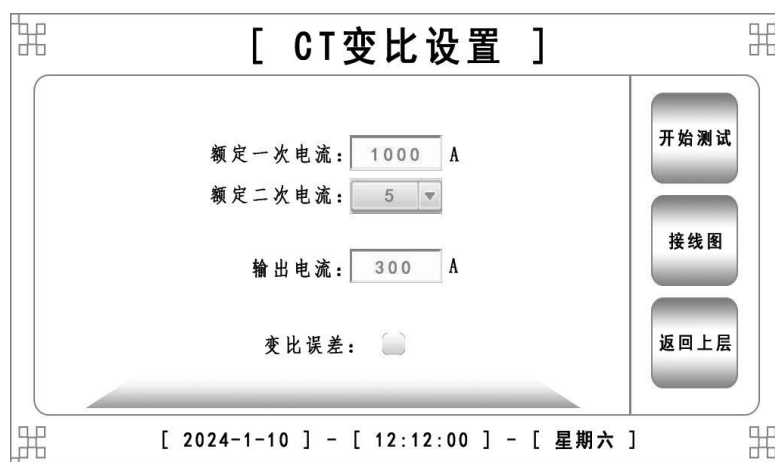 [ CT变比设置 ]
额定一次电流: 1000 A
额定二次电流: 5
输出电流: 300 A
变比误差:
开始测试
接线图
返回上层
[ 2024-1-10 ] - [ 12:12:00 ] - [ 星期六 ]